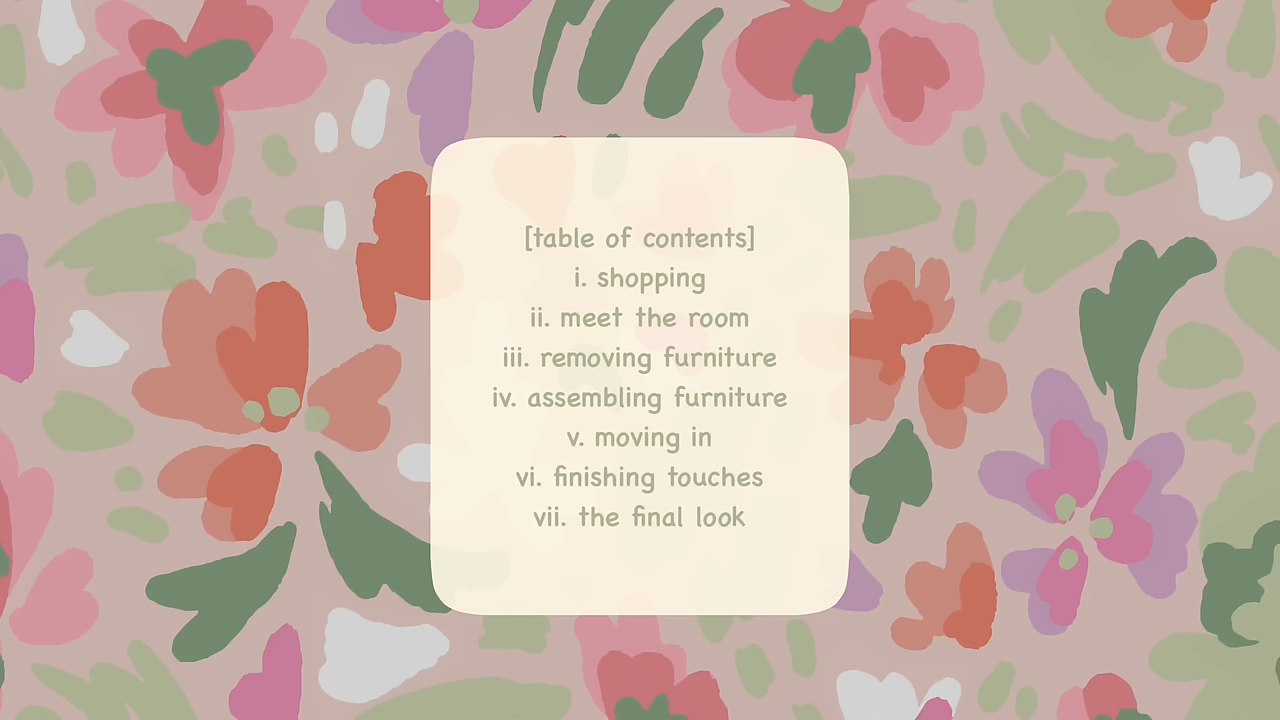 [table of contents]
i. shopping
ii. meet the room
iii. removing furniture
iv. assembling furniture
v. moving in
vi. finishing touches
vii. the final look